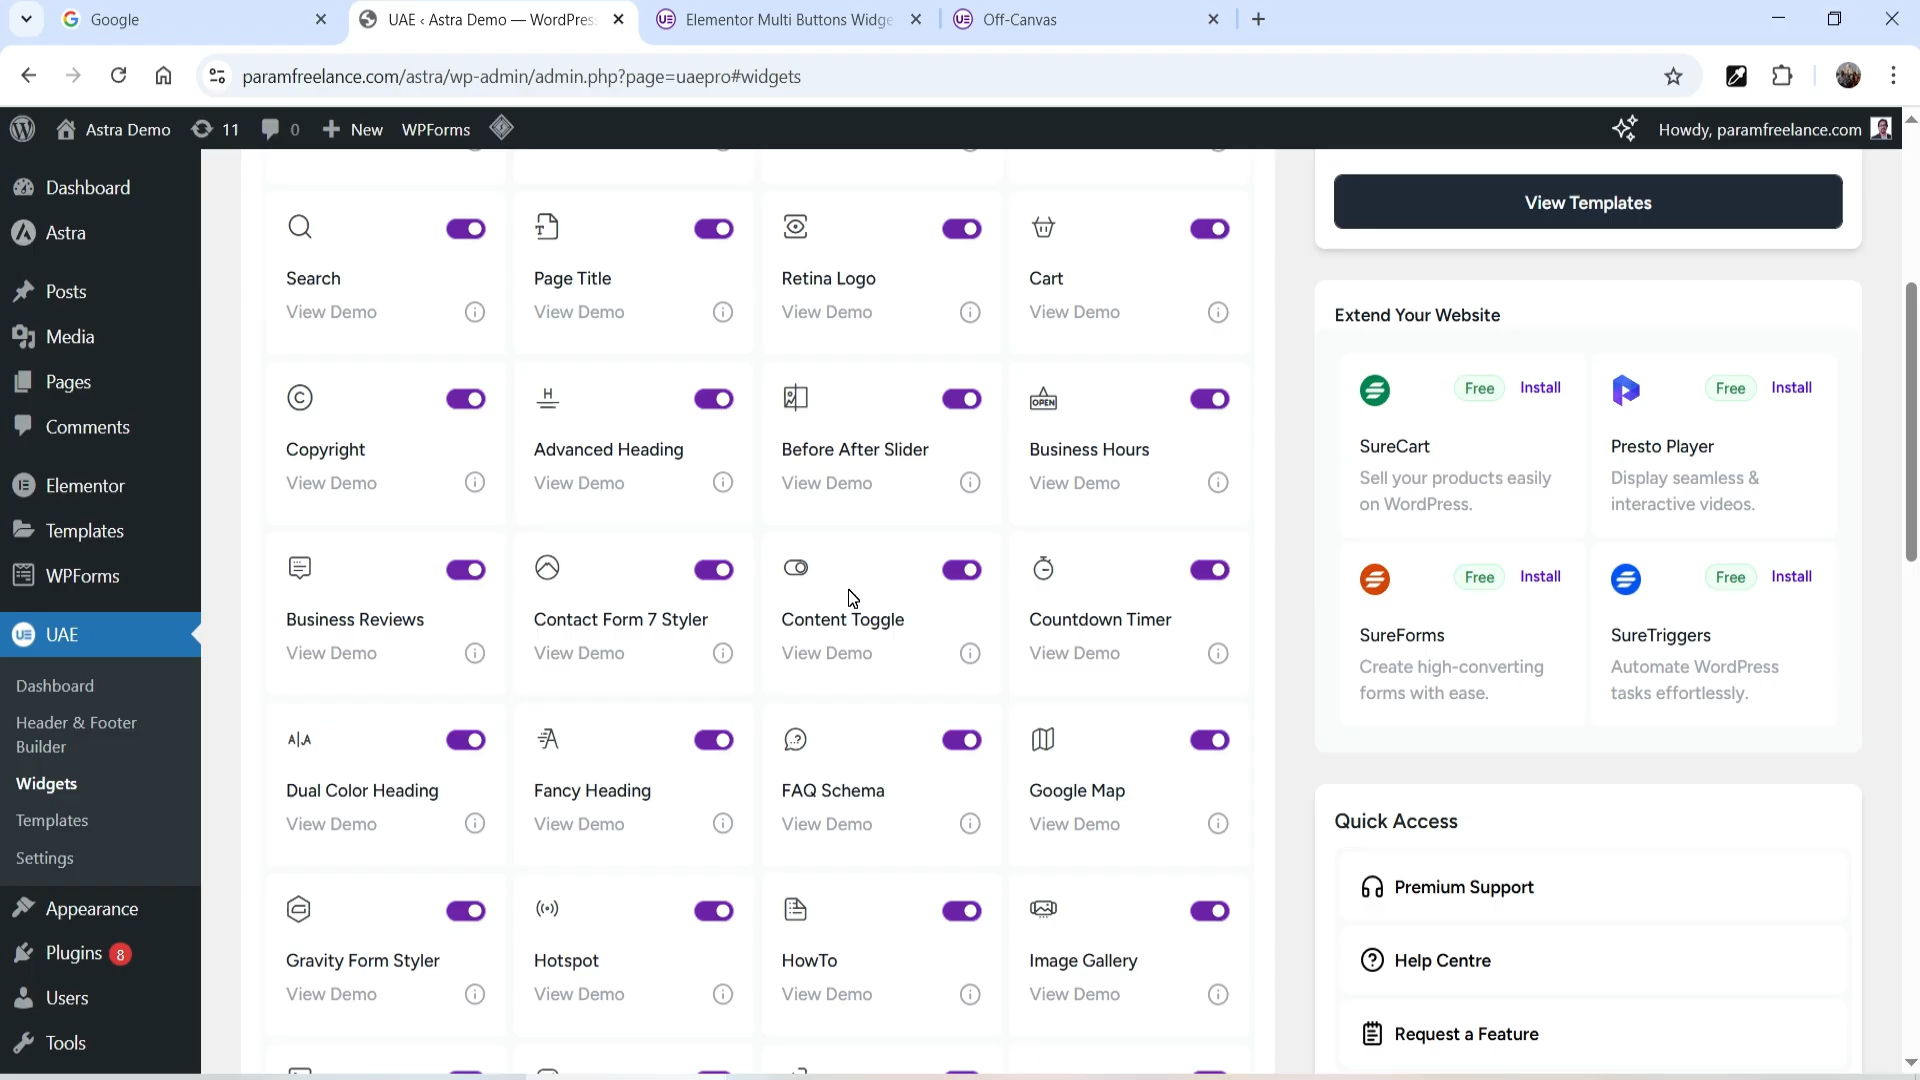 Google
UAE ‹ Astra Demo — WordPres
Elementor Multi Buttons Widge
Off-Canvas
paramfreelance.com/astra/wp-admin/admin.php?page=uaepro#widgets
Astra Demo
11
0
New
WPForms
Howdy, paramfreelance.com
Dashboard
Astra
Posts
Media
Pages
Comments
Elementor
Templates
WPForms
UAE
Dashboard
Header & Footer
Builder
Widgets
Templates
Settings
Appearance
Plugins 8
Users
Tools
Search
View Demo
Page Title
View Demo
Retina Logo
View Demo
Cart
View Demo
Copyright
View Demo
Advanced Heading
View Demo
Before After Slider
View Demo
OPEN
Business Hours
View Demo
Business Reviews
View Demo
Contact Form 7 Styler
View Demo
Content Toggle
View Demo
Countdown Timer
View Demo
A|A
Dual Color Heading
View Demo
Fancy Heading
View Demo
FAQ Schema
View Demo
Google Map
View Demo
Gravity Form Styler
View Demo
Hotspot
View Demo
HowTo
View Demo
Image Gallery
View Demo
View Templates
Extend Your Website
Free Install
SureCart
Sell your products easily
on WordPress.
Free Install
Presto Player
Display seamless &
interactive videos.
Free Install
SureForms
Create high-converting
forms with ease.
Free Install
SureTriggers
Automate WordPress
tasks effortlessly.
Quick Access
Premium Support
Help Centre
Request a Feature